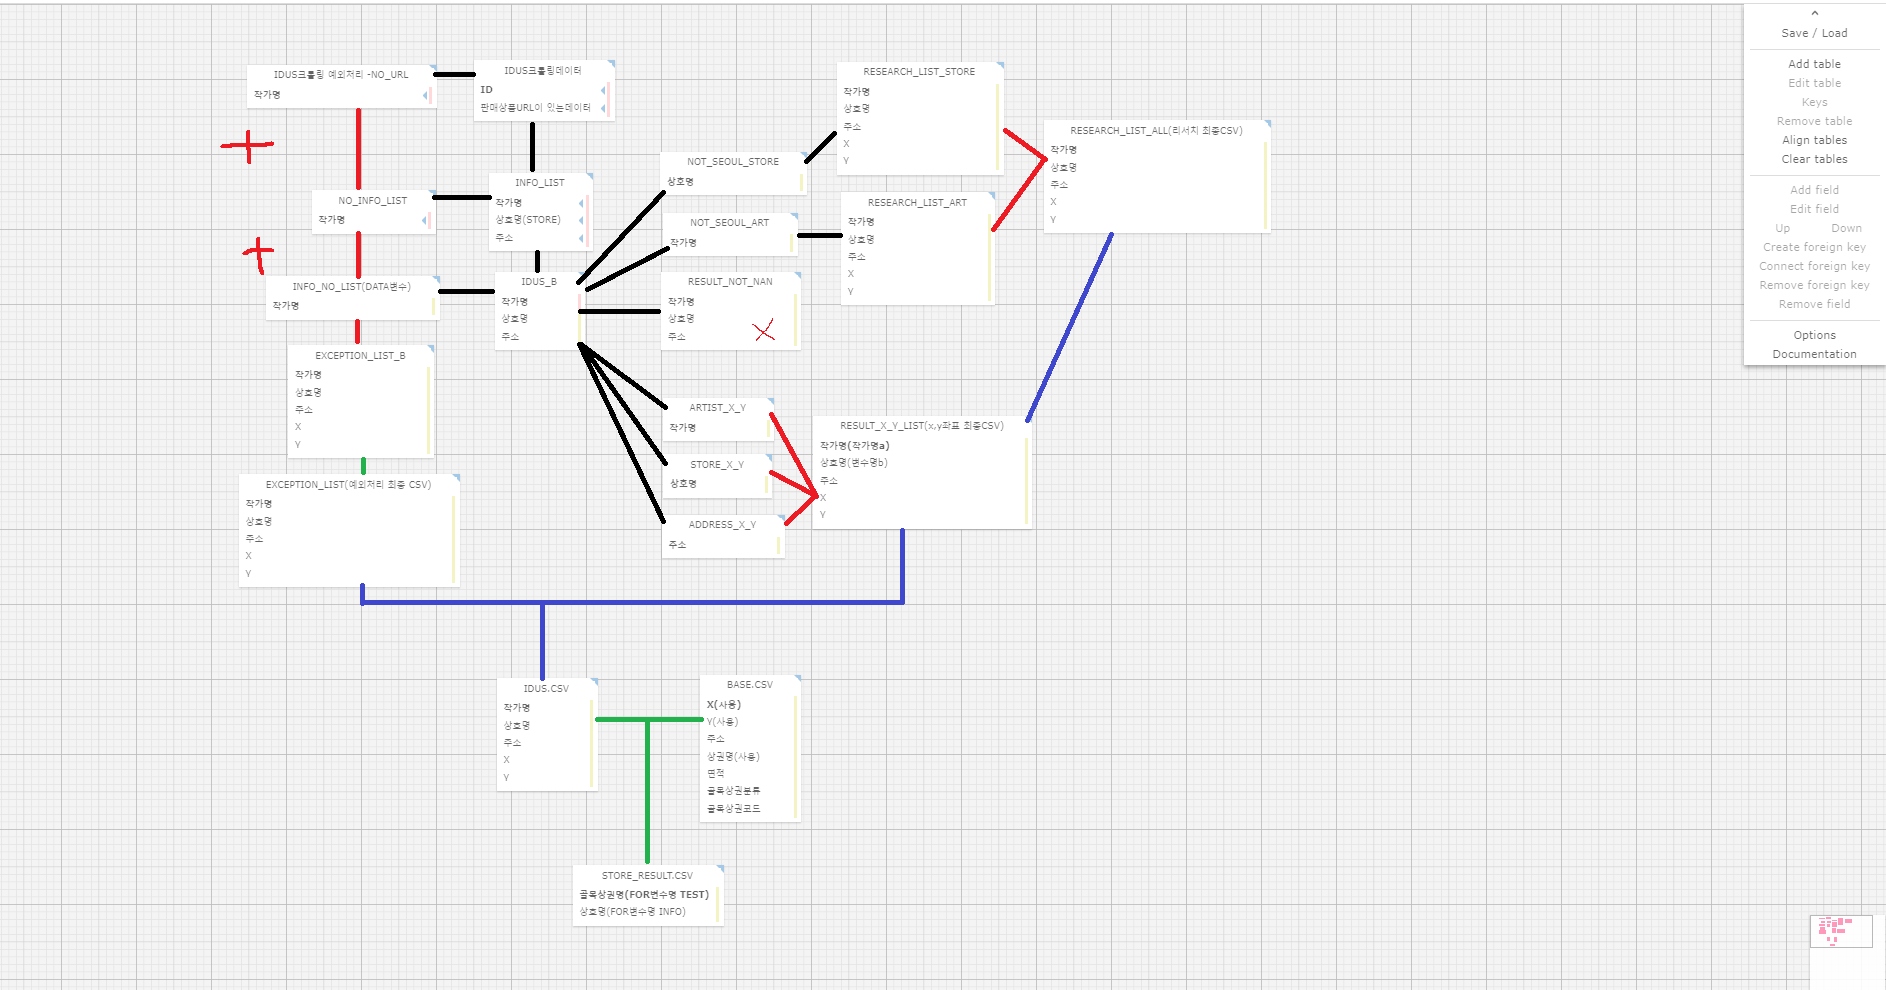 IDUS크롤링 예외처리 -NO_URL
작가명
IDUS크롤링데이터
ID
판매상품URL이 있는데이터
NO_INFO_LIST
작가명
INFO_LIST
작가명
상호명(STORE)
주소
INFO_NO_LIST(DATA변수)
작가명
IDUS_B
작가명
상호명
주소
EXCEPTION_LIST_B
작가명
상호명
주소
X
Y
EXCEPTION_LIST(예외처리 최종 CSV)
작가명
상호명
주소
X
Y
NOT_SEOUL_STORE
상호명
NOT_SEOUL_ART
작가명
RESULT_NOT_NAN
작가명
상호명
주소
ARTIST_X_Y
작가명
STORE_X_Y
상호명
ADDRESS_X_Y
주소
RESEARCH_LIST_STORE
작가명
상호명
주소
X
Y
RESEARCH_LIST_ART
작가명
상호명
주소
X
Y
RESEARCH_LIST_ALL(리서치 최종CSV)
작가명
상호명
주소
X
Y
RESULT_X_Y_LIST(x,y좌표 최종CSV)
작가명(작가명a)
상호명(변수명b)
주소
X
Y
IDUS.CSV
작가명
상호명
주소
X
Y
BASE.CSV
X(사용)
Y(사용)
주소
상권명(사용)
면적
골목상권분류
골목상권코드
STORE_RESULT.CSV
골목상권명(FOR변수명 TEST)
상호명(FOR변수명 INFO)
Save / Load
Add table
Edit table
Keys
Remove table
Align tables
Clear tables
Add field
Edit field
Up Down
Create foreign key
Connect foreign key
Remove foreign key
Remove field
Options
Documentation